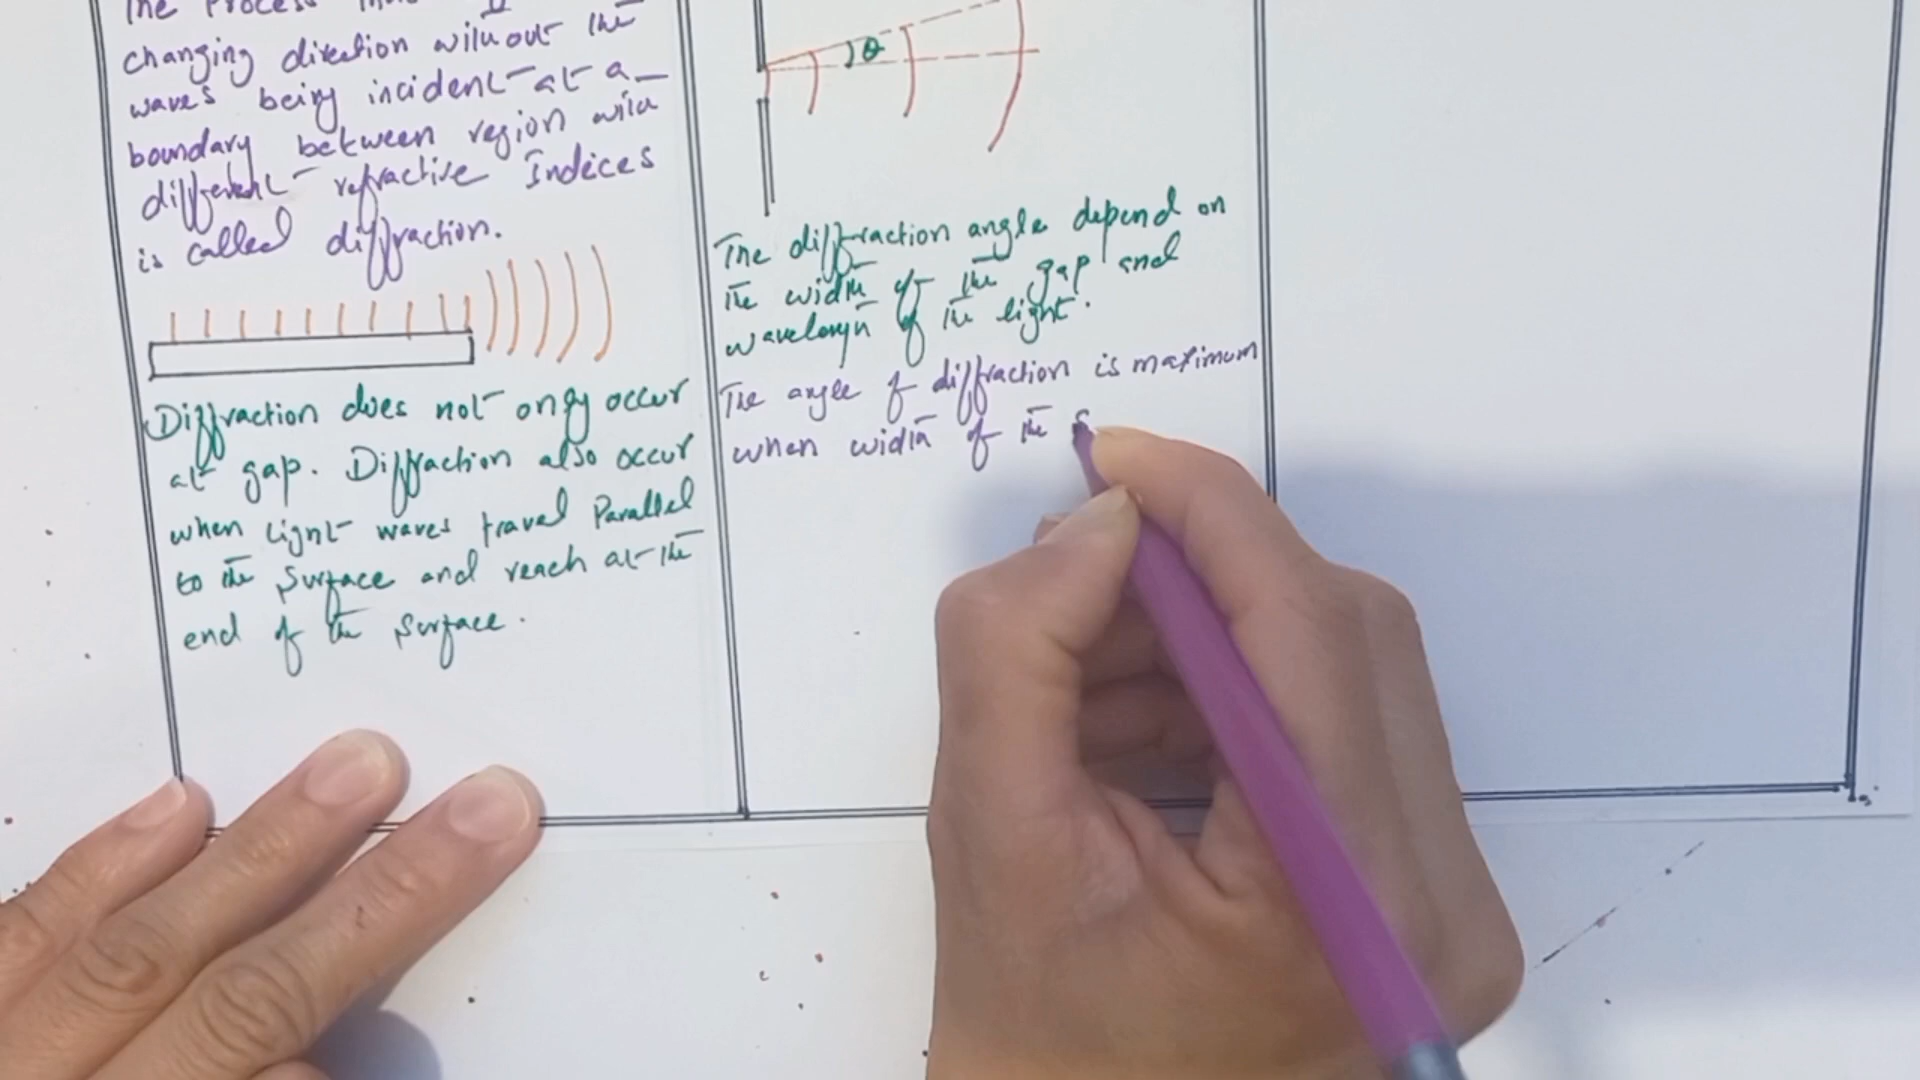 The Process
changing direction without the
waves being incident at a
boundary between region with
different refractive Indices
is called diffraction.
Diffraction does not only occur
at gap. Diffraction also occur
when light waves travel Parallel
to the Surface and reach at the
end of the Surface.
θ
The diffraction angle depend on
the width of the gap and
wavelength of the light.
The angle of diffraction is maximum
when width of the